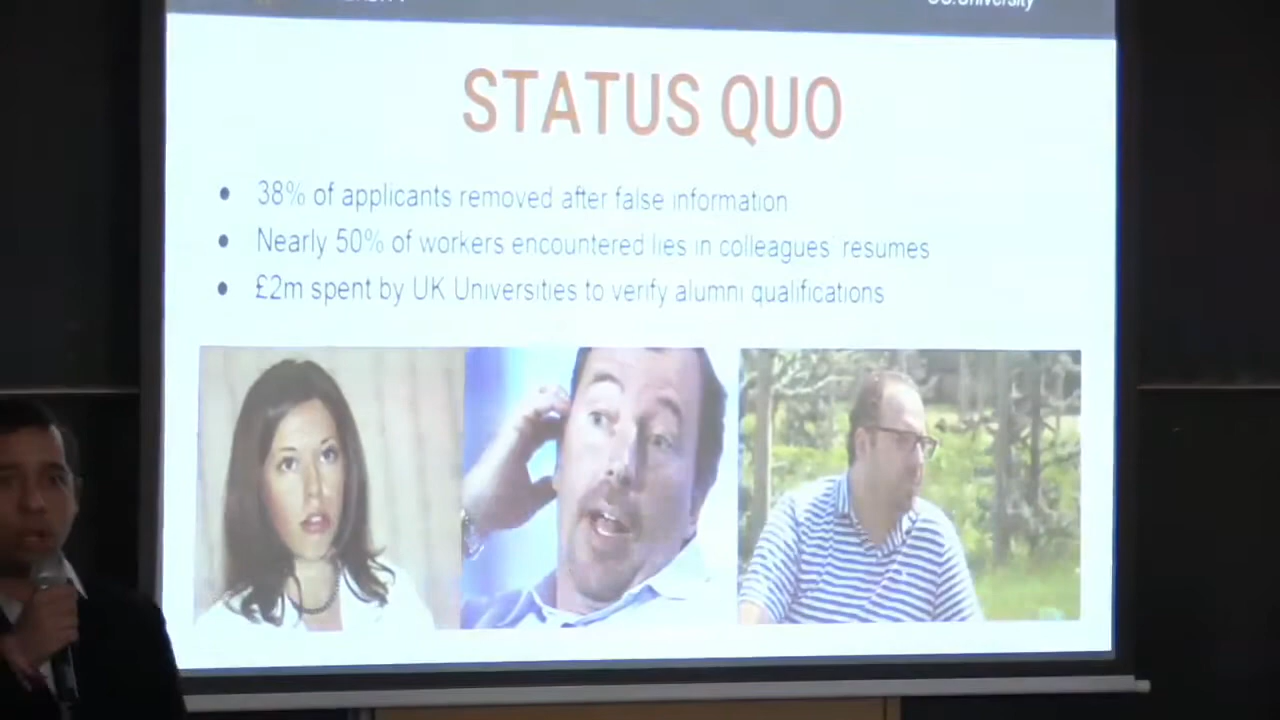 University
STATUS QUO
• 38% of applicants removed after false information
• Nearly 50% of workers encountered lies in colleagues' resumes
• £2m spent by UK Universities to verify alumni qualifications